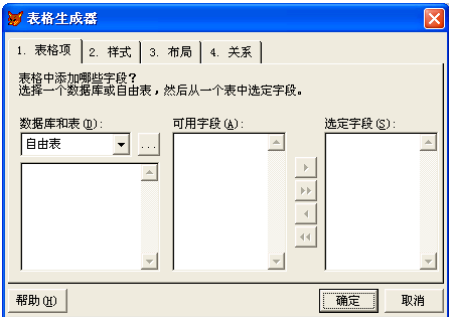 表格生成器
1. 表格项 2. 样式 3. 布局 4. 关系
表格中添加哪些字段?
选择一个数据库或自由表，然后从一个表中选定字段。
数据库和表(D): 可用字段(A): 选定字段(S):
自由表 ...
帮助(H) 确定 取消